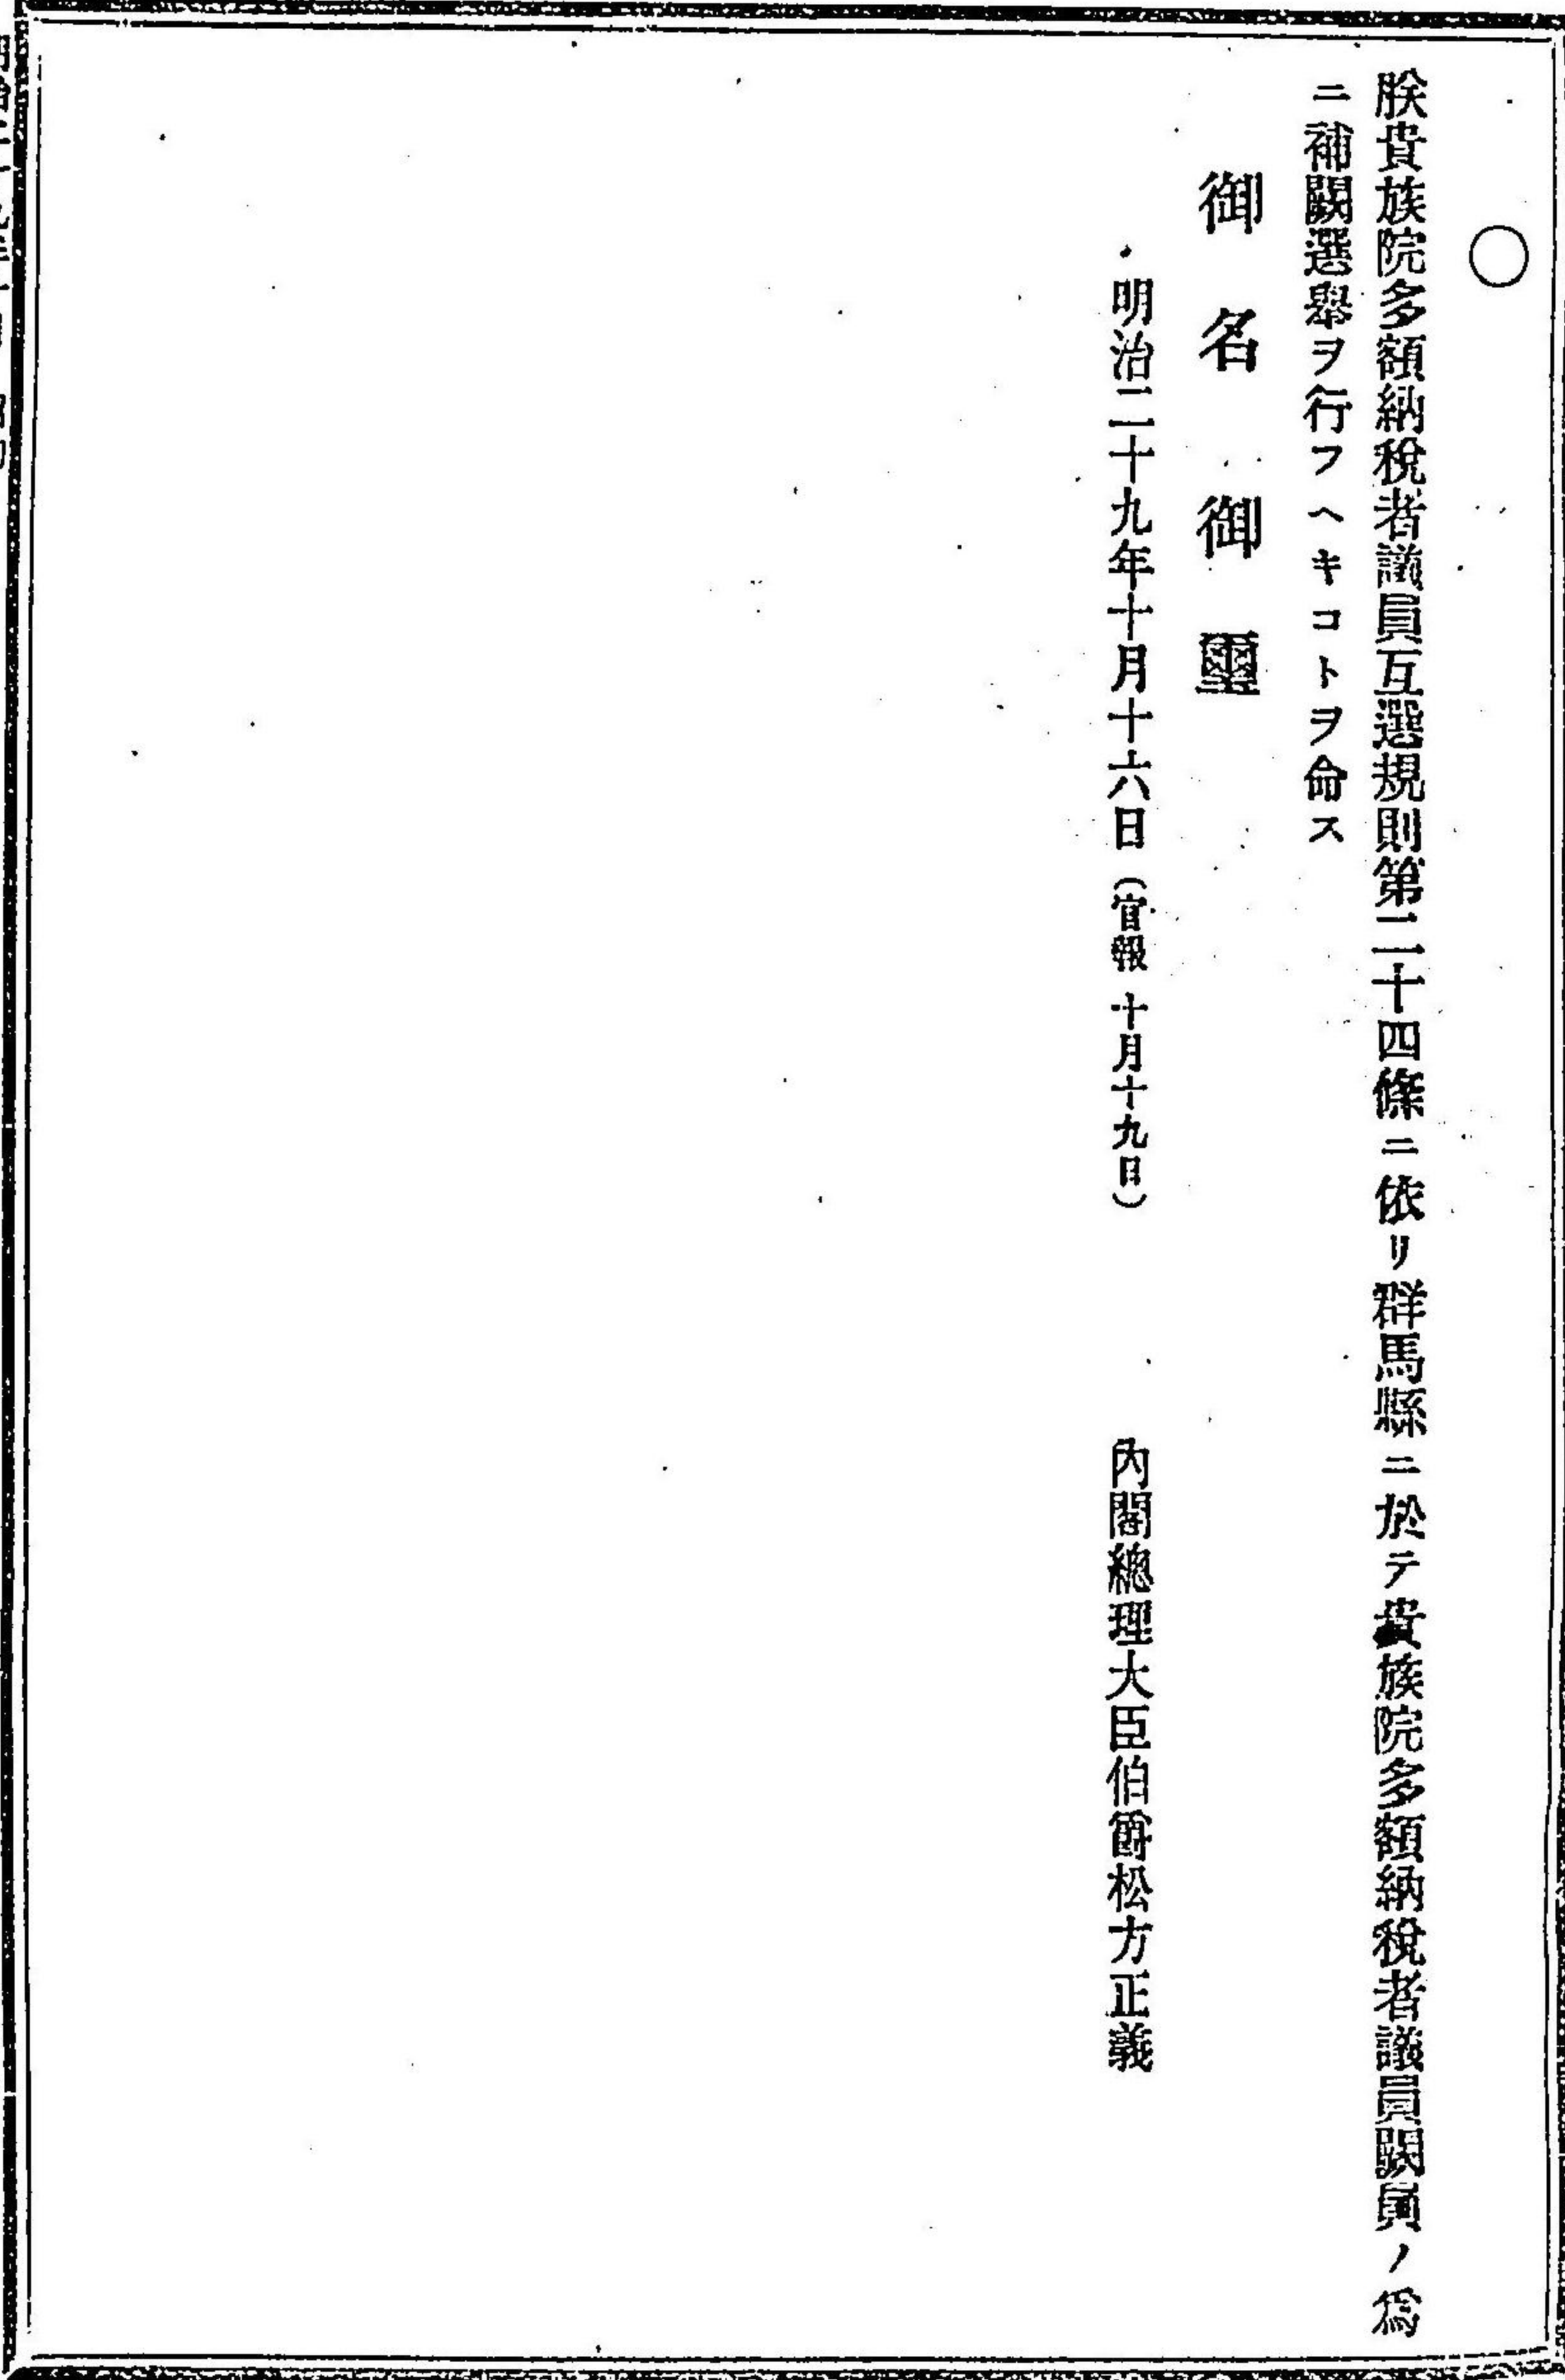 ○
朕貴族院多額納稅者議員互選規則第二十四條ニ依リ群馬縣ニ於テ貴族院多額納稅者議員闕員ノ爲
ニ補闕選擧ヲ行フヘキコトヲ命ス
御名御璽
明治二十九年十月十六日（官報 十月十九日）
內閣總理大臣伯爵松方正義